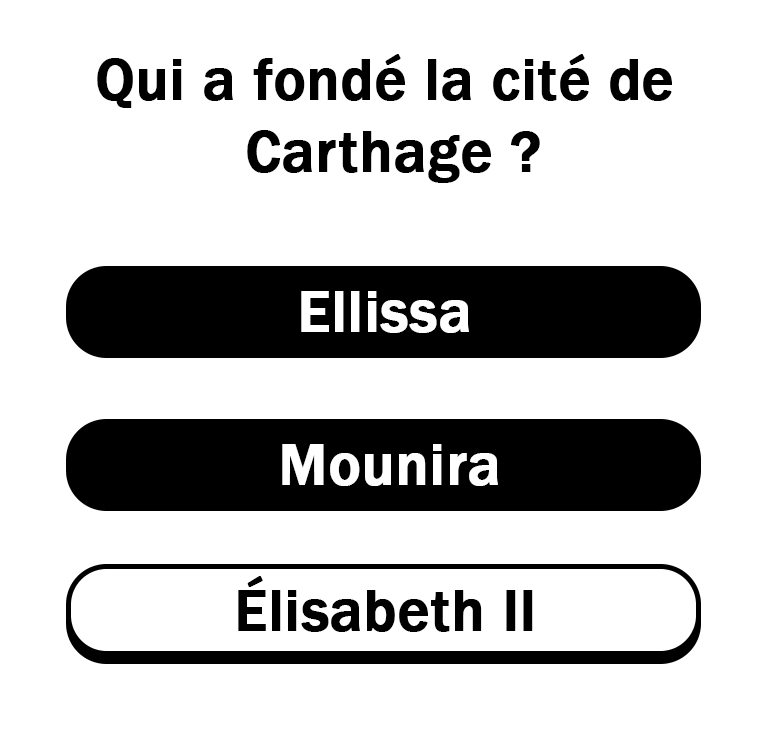 Qui a fondé la cité de
Carthage ?
Ellissa
Mounira
Élisabeth II